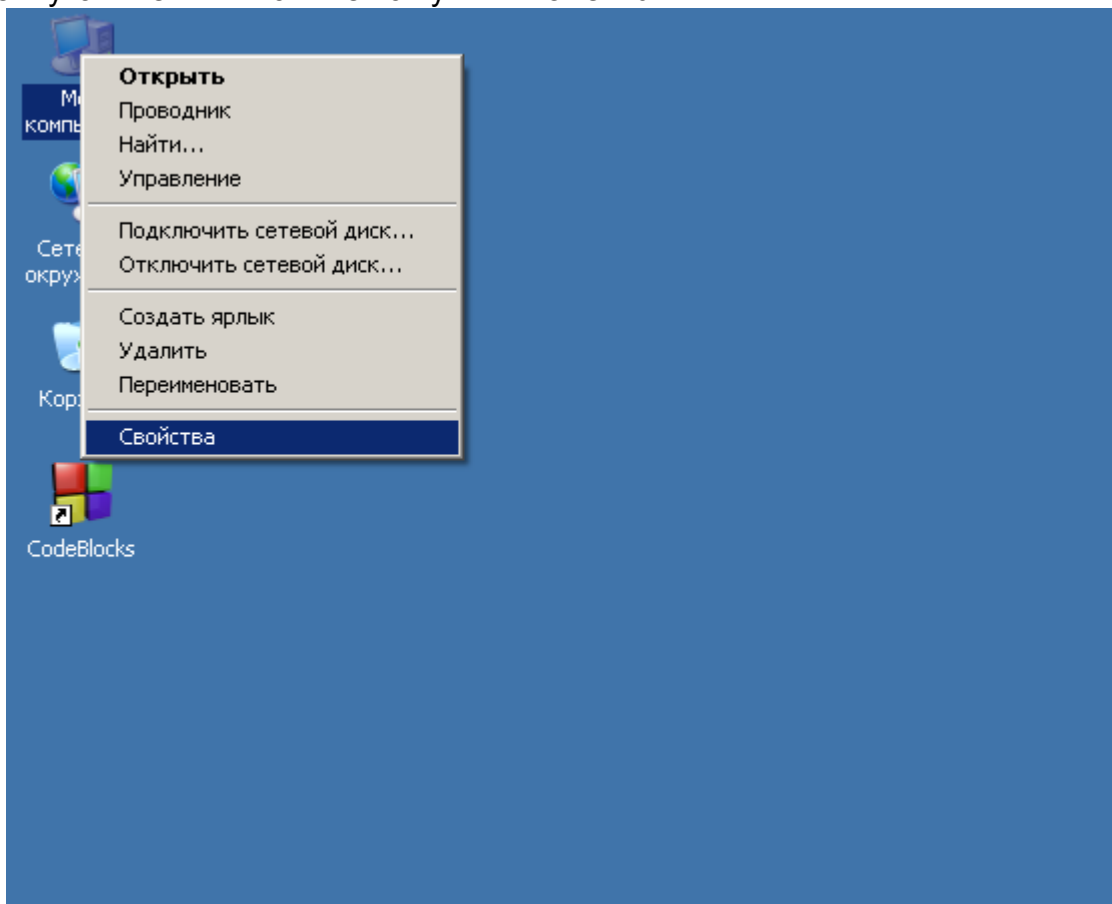 Открыть
Проводник
Найти...
Управление
Подключить сетевой диск...
Отключить сетевой диск...
Создать ярлык
Удалить
Переименовать
Свойства
CodeBlocks